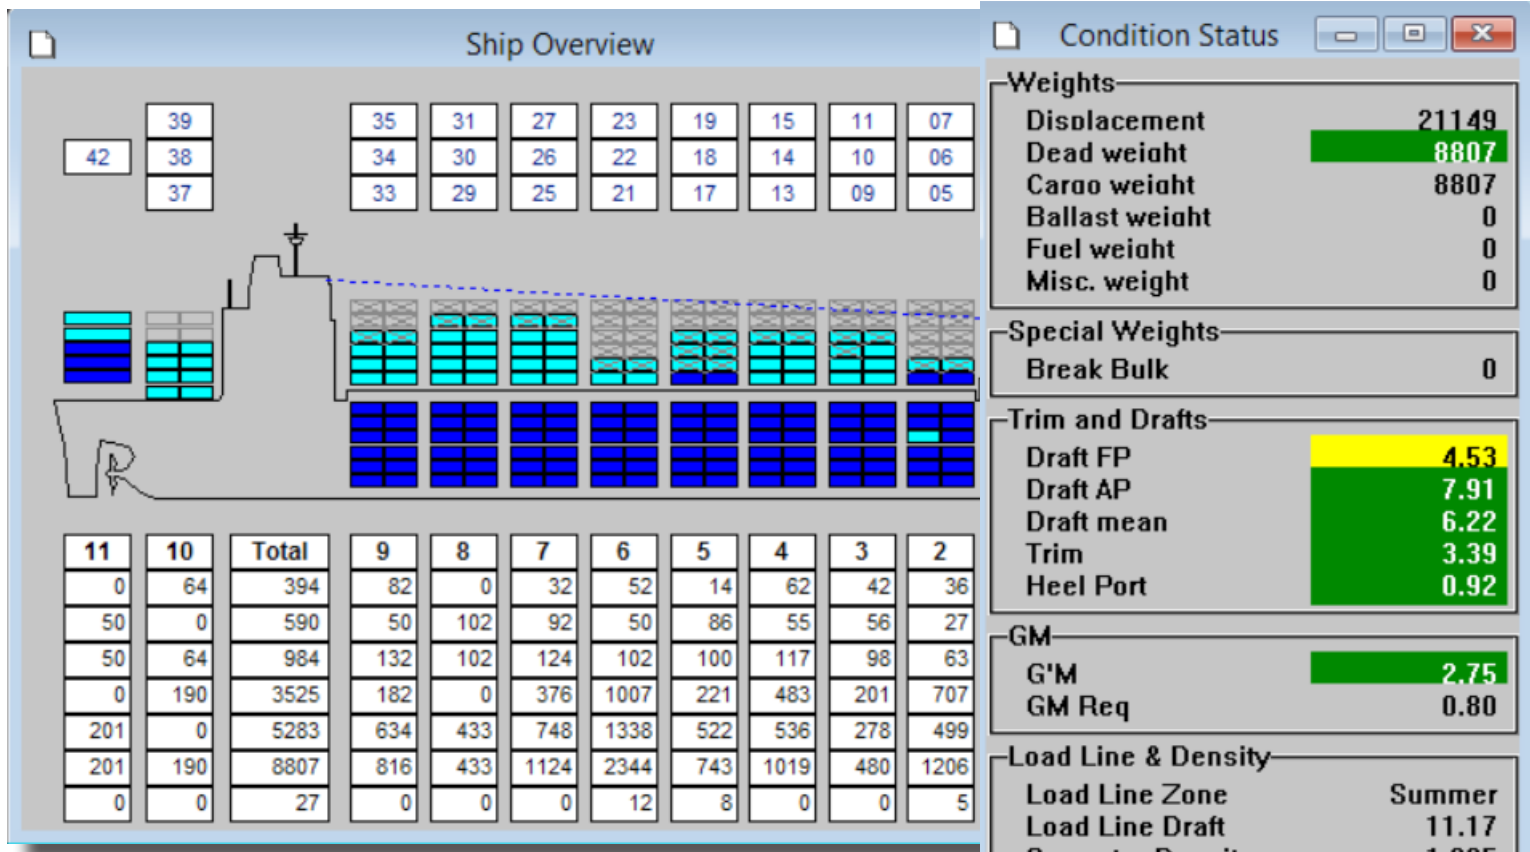 Ship Overview
39 35 31 27 23 19 15 11 07
42 38 34 30 26 22 18 14 10 06
37 33 29 25 21 17 13 09 05
11 10 Total 9 8 7 6 5 4 3 2
0 64 394 82 0 32 52 14 62 42 36
50 0 590 50 102 92 50 86 55 56 27
50 64 984 132 102 124 102 100 117 98 63
0 190 3525 182 0 376 1007 221 483 201 707
201 0 5283 634 433 748 1338 522 536 278 499
201 190 8807 816 433 1124 2344 743 1019 480 1206
0 0 27 0 0 0 12 8 0 0 5
Condition Status
Weights
Displacement 21149
Dead weight 8807
Cargo weight 8807
Ballast weight 0
Fuel weight 0
Misc. weight 0
Special Weights
Break Bulk 0
Trim and Drafts
Draft FP 4.53
Draft AP 7.91
Draft mean 6.22
Trim 3.39
Heel Port 0.92
GM
G'M 2.75
GM Req 0.80
Load Line & Density
Load Line Zone Summer
Load Line Draft 11.17